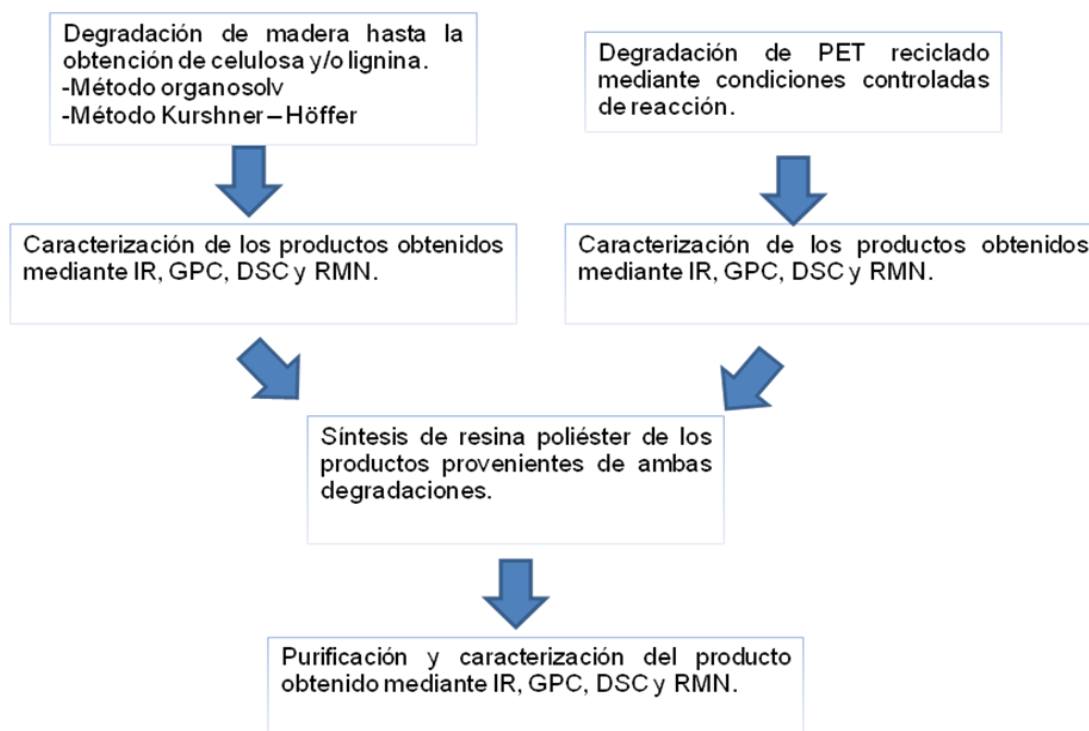 Degradación de madera hasta la
obtención de celulosa y/o lignina.
-Método organosolv
-Método Kurshner – Höffer
Degradación de PET reciclado
mediante condiciones controladas
de reacción.
Caracterización de los productos obtenidos
mediante IR, GPC, DSC y RMN.
Caracterización de los productos obtenidos
mediante IR, GPC, DSC y RMN.
Síntesis de resina poliéster de los
productos provenientes de ambas
degradaciones.
Purificación y caracterización del producto
obtenido mediante IR, GPC, DSC y RMN.